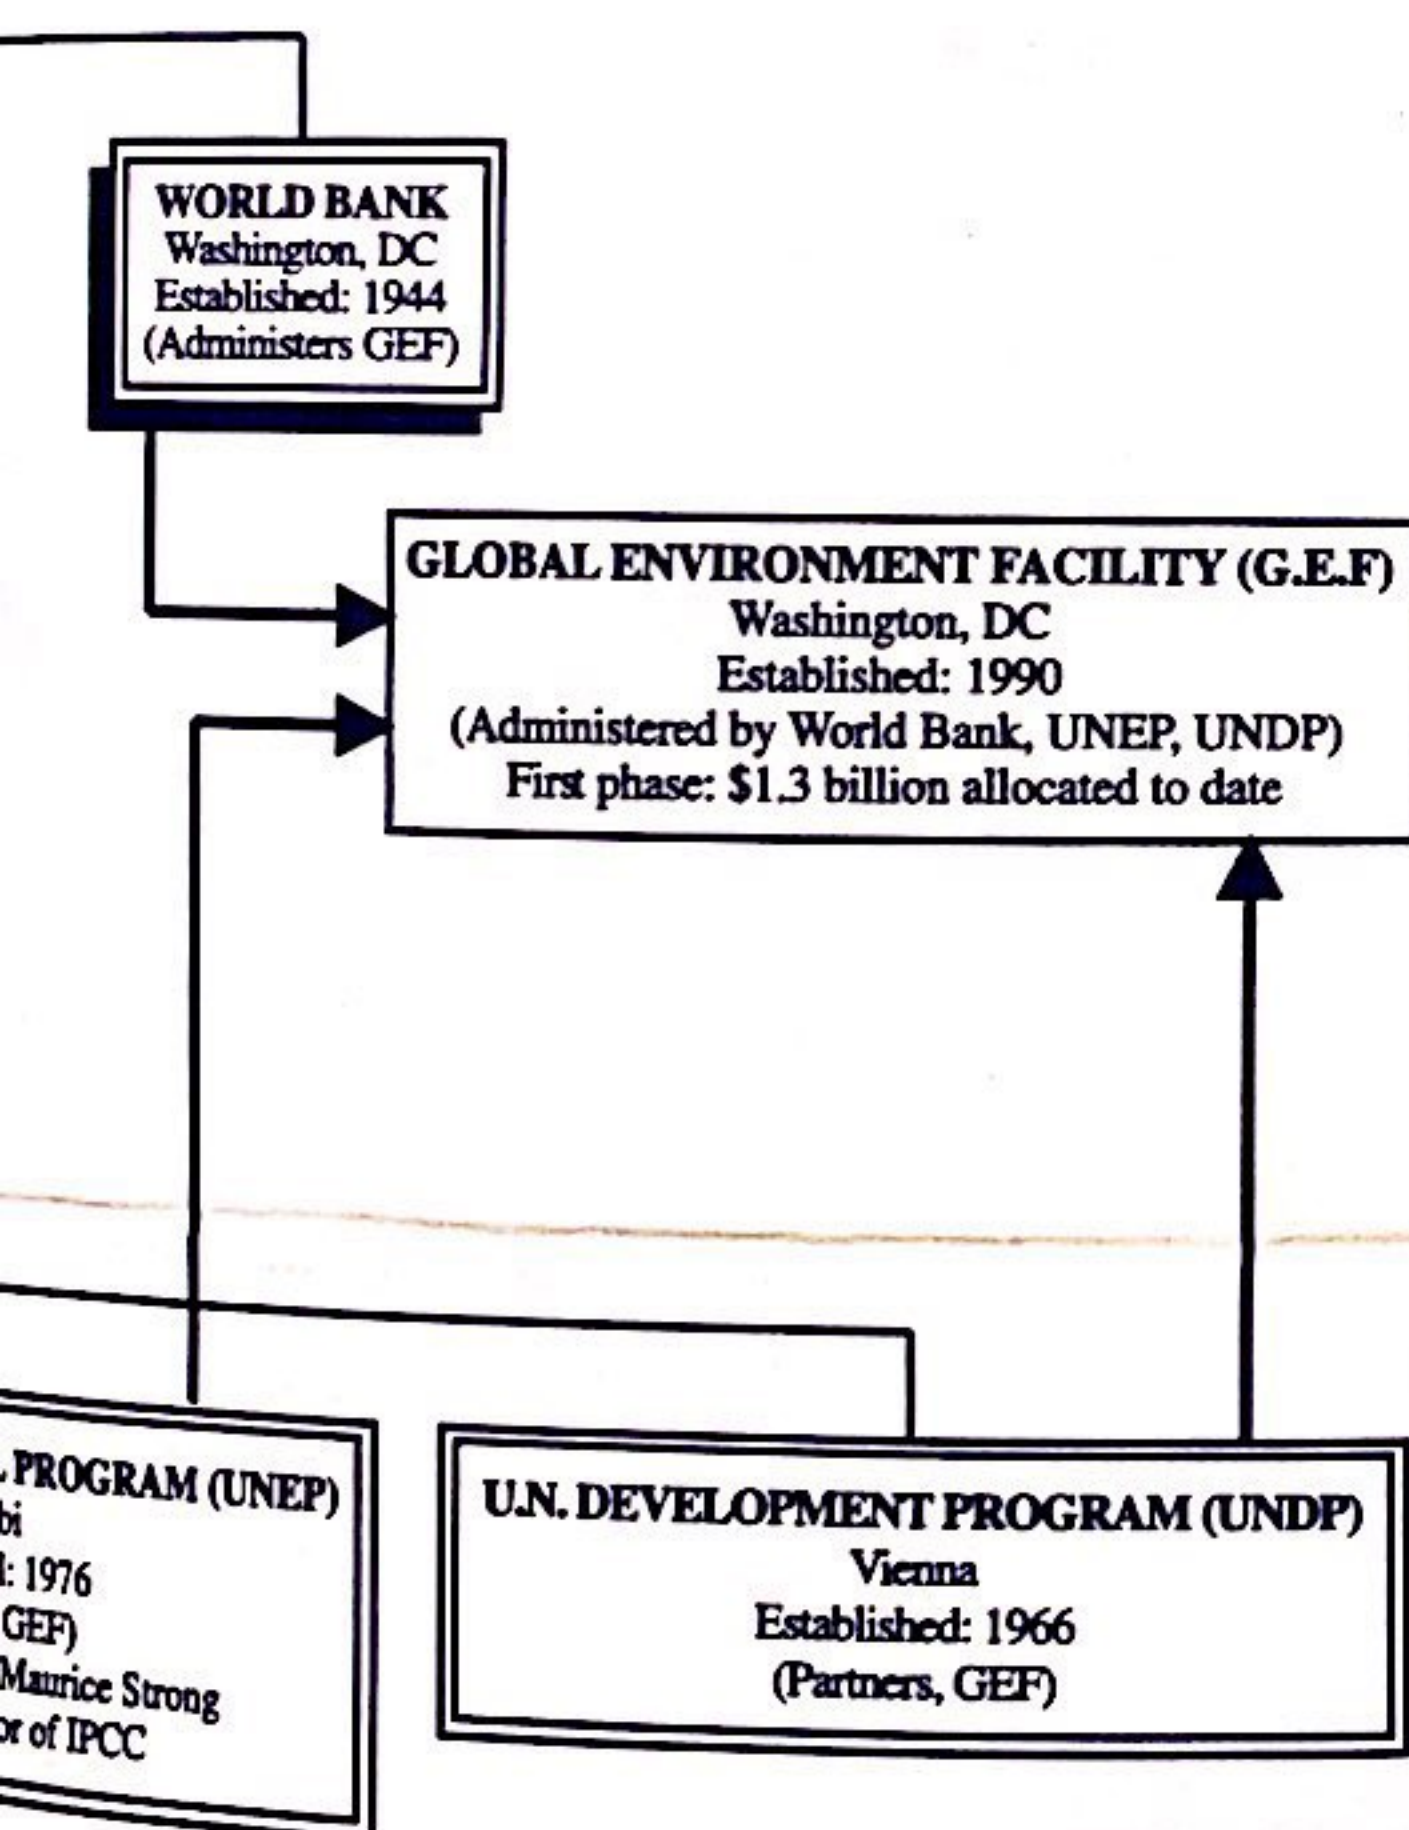 WORLD BANK
Washington, DC
Established: 1944
(Administers GEF)
GLOBAL ENVIRONMENT FACILITY (G.E.F)
Washington, DC
Established: 1990
(Administered by World Bank, UNEP, UNDP)
First phase: $1.3 billion allocated to date
PROGRAM (UNEP)
bi
: 1976
GEF)
Maurice Strong
or of IPCC
U.N. DEVELOPMENT PROGRAM (UNDP)
Vienna
Established: 1966
(Partners, GEF)